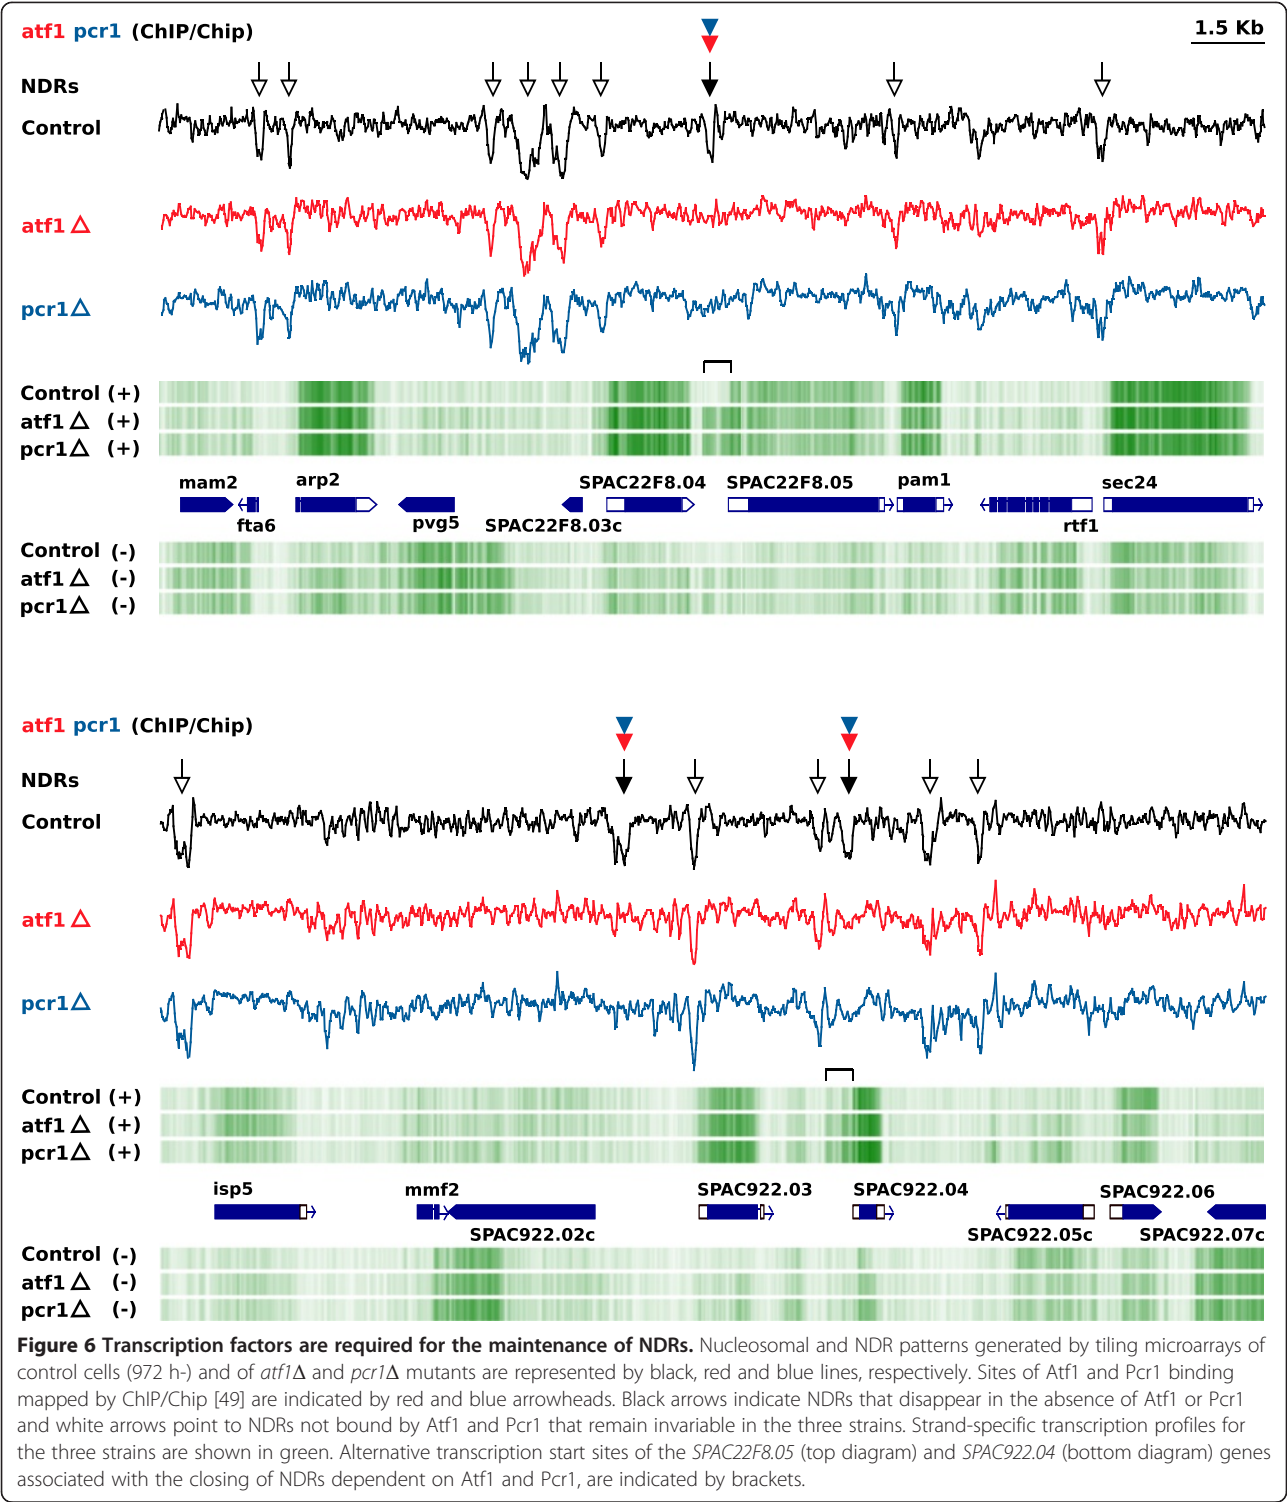 atf1 pcr1 (ChIP/Chip)
1.5 Kb
NDRs
Control
atf1 Δ
pcr1 Δ
Control (+)
atf1 Δ (+)
pcr1 Δ (+)
mam2 arp2 SPAC22F8.04 SPAC22F8.05 pam1 sec24
fta6 pvg5 SPAC22F8.03c rtf1
Control (-)
atf1 Δ (-)
pcr1 Δ (-)
atf1 pcr1 (ChIP/Chip)
NDRs
Control
atf1 Δ
pcr1 Δ
Control (+)
atf1 Δ (+)
pcr1 Δ (+)
isp5 mmf2 SPAC922.03 SPAC922.04 SPAC922.06
SPAC922.02c SPAC922.05c SPAC922.07c
Control (-)
atf1 Δ (-)
pcr1 Δ (-)
Figure 6 Transcription factors are required for the maintenance of NDRs. Nucleosomal and NDR patterns generated by tiling microarrays of
control cells (972 h-) and of atf1Δ and pcr1Δ mutants are represented by black, red and blue lines, respectively. Sites of Atf1 and Pcr1 binding
mapped by ChIP/Chip [49] are indicated by red and blue arrowheads. Black arrows indicate NDRs that disappear in the absence of Atf1 or Pcr1
and white arrows point to NDRs not bound by Atf1 and Pcr1 that remain invariable in the three strains. Strand-specific transcription profiles for
the three strains are shown in green. Alternative transcription start sites of the SPAC22F8.05 (top diagram) and SPAC922.04 (bottom diagram) genes
associated with the closing of NDRs dependent on Atf1 and Pcr1, are indicated by brackets.